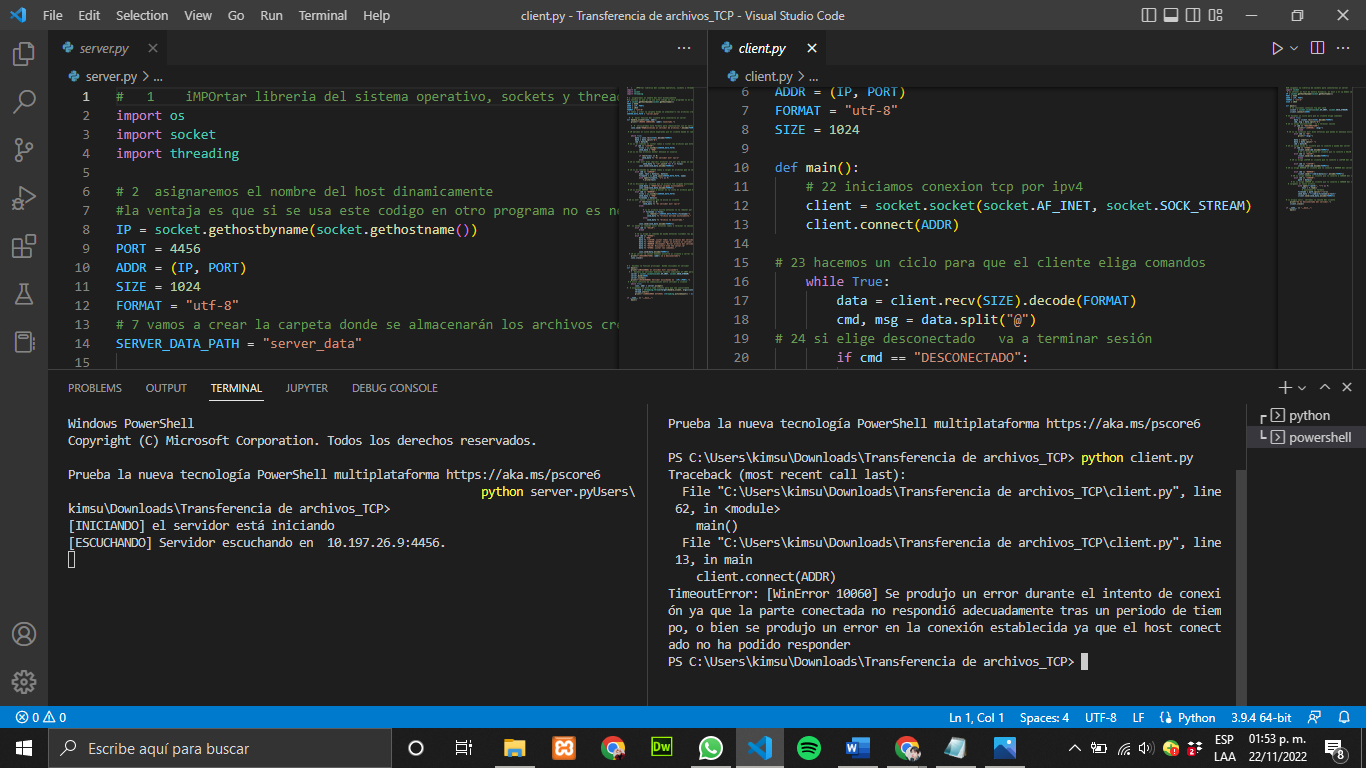 File Edit Selection View Go Run Terminal Help client.py - Transferencia de archivos_TCP - Visual Studio Code
server.py
server.py > ...
1 # 1 iMPOrtar libreria del sistema operativo, sockets y threa
2 import os
3 import socket
4 import threading
5
6 # 2 asignaremos el nombre del host dinamicamente
7 #la ventaja es que si se usa este codigo en otro programa no es ne
8 IP = socket.gethostbyname(socket.gethostname())
9 PORT = 4456
10 ADDR = (IP, PORT)
11 SIZE = 1024
12 FORMAT = "utf-8"
13 # 7 vamos a crear la carpeta donde se almacenarán los archivos cre
14 SERVER_DATA_PATH = "server_data"
15
client.py
client.py > ...
6 ADDR = (IP, PORT)
7 FORMAT = "utf-8"
8 SIZE = 1024
9
10 def main():
11 # 22 iniciamos conexion tcp por ipv4
12 client = socket.socket(socket.AF_INET, socket.SOCK_STREAM)
13 client.connect(ADDR)
14
15 # 23 hacemos un ciclo para que el cliente eliga comandos
16 while True:
17 data = client.recv(SIZE).decode(FORMAT)
18 cmd, msg = data.split("@")
19 # 24 si elige desconectado va a terminar sesión
20 if cmd == "DESCONECTADO":
PROBLEMS OUTPUT TERMINAL JUPYTER DEBUG CONSOLE
Windows PowerShell
Copyright (C) Microsoft Corporation. Todos los derechos reservados.
Prueba la nueva tecnología PowerShell multiplataforma https://aka.ms/pscore6
python server.pyUsers\
kimsu\Downloads\Transferencia de archivos_TCP>
[INICIANDO] el servidor está iniciando
[ESCUCHANDO] Servidor escuchando en 10.197.26.9:4456.
Prueba la nueva tecnología PowerShell multiplataforma https://aka.ms/pscore6
PS C:\Users\kimsu\Downloads\Transferencia de archivos_TCP> python client.py
Traceback (most recent call last):
File "C:\Users\kimsu\Downloads\Transferencia de archivos_TCP\client.py", line
62, in <module>
main()
File "C:\Users\kimsu\Downloads\Transferencia de archivos_TCP\client.py", line
13, in main
client.connect(ADDR)
TimeoutError: [WinError 10060] Se produjo un error durante el intento de conexi
ón ya que la parte conectada no respondió adecuadamente tras un periodo de tiem
po, o bien se produjo un error en la conexión establecida ya que el host conect
ado no ha podido responder
PS C:\Users\kimsu\Downloads\Transferencia de archivos_TCP>
python
powershell
0 0 Ln 1, Col 1 Spaces: 4 UTF-8 LF Python 3.9.4 64-bit
Escribe aquí para buscar
Dw
W
ESP
LAA
01:53 p. m.
22/11/2022
8